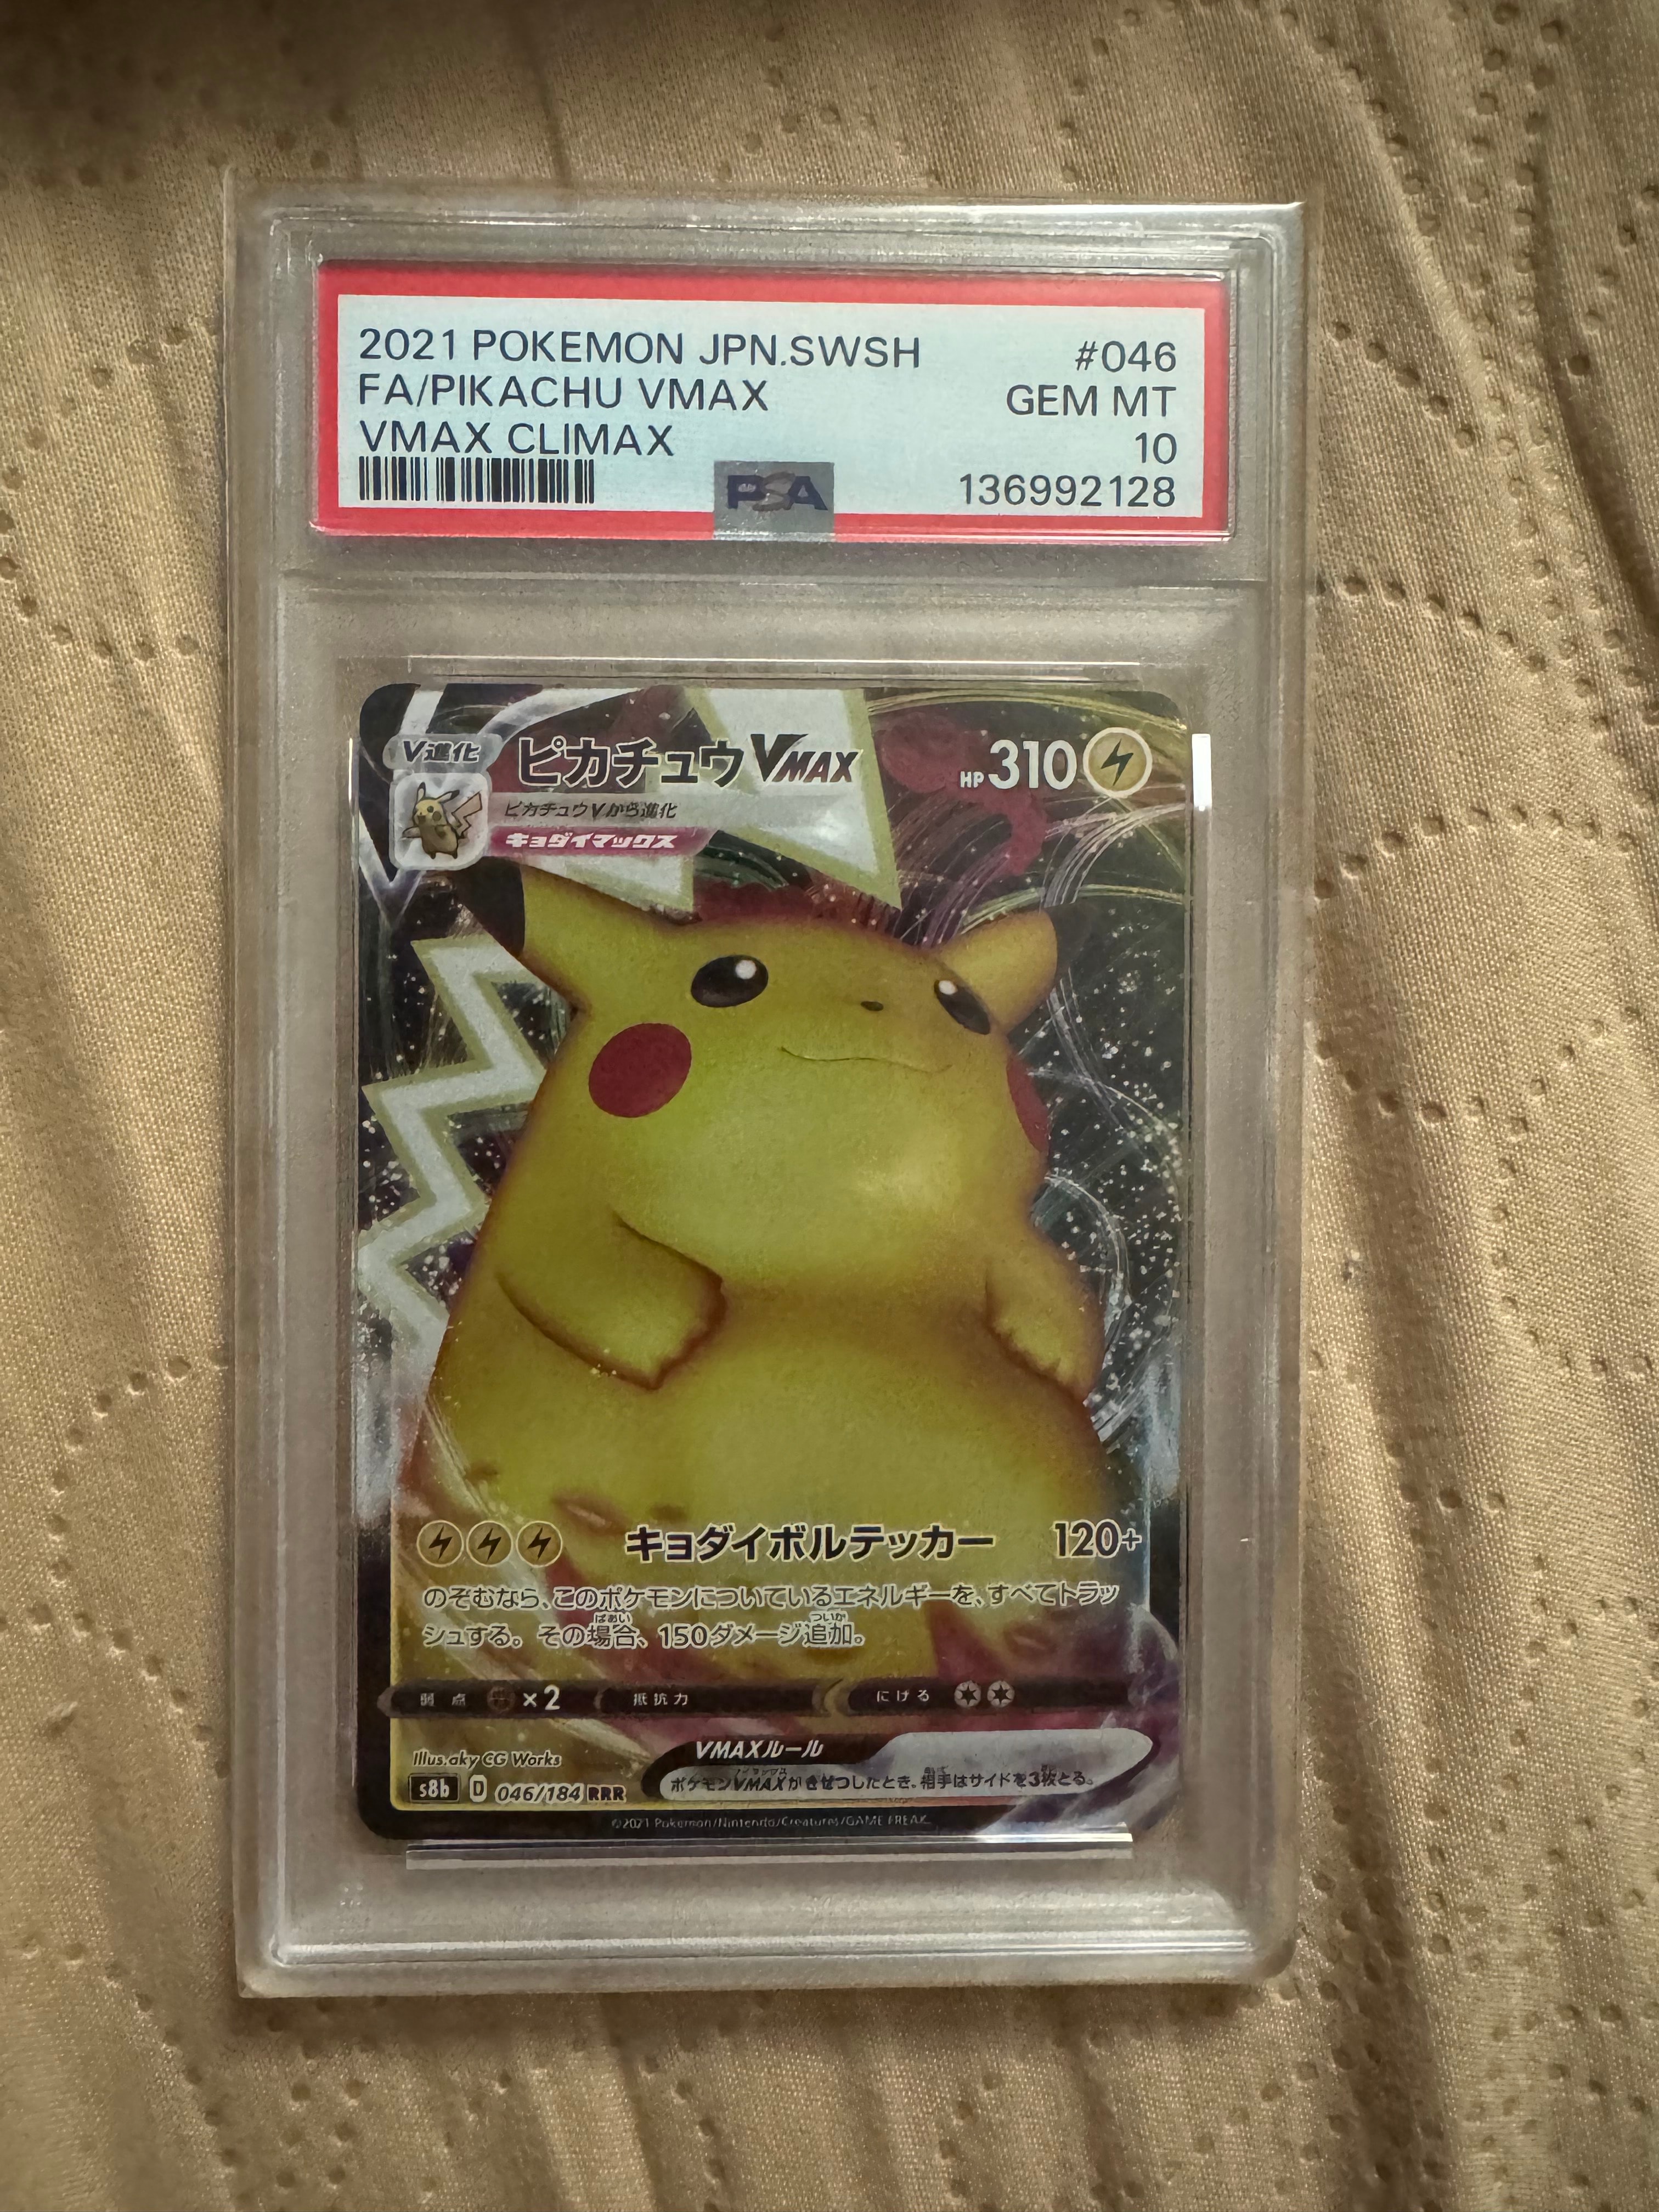 2021 POKEMON JPN.SWSH #046
FA/PIKACHU VMAX GEM MT
VMAX CLIMAX 10
PSA 136992128
V進化 ピカチュウVMAX HP310
ピカチュウVから進化
キョダイマックス
キョダイボルテッカー 120+
のぞむなら、このポケモンについているエネルギーを、すべてトラッ
ばあい ついか
シュする。その場合、150ダメージ追加。
弱点 ×2 抵抗力 にげる
Illus.aky CG Works VMAXルール
ポケモンVMAXがきぜつしたとき、相手はサイドを3枚とる。
s8b D 046/184 RRR
©2021 Pokémon/Nintendo/Creatures/GAME FREAK.